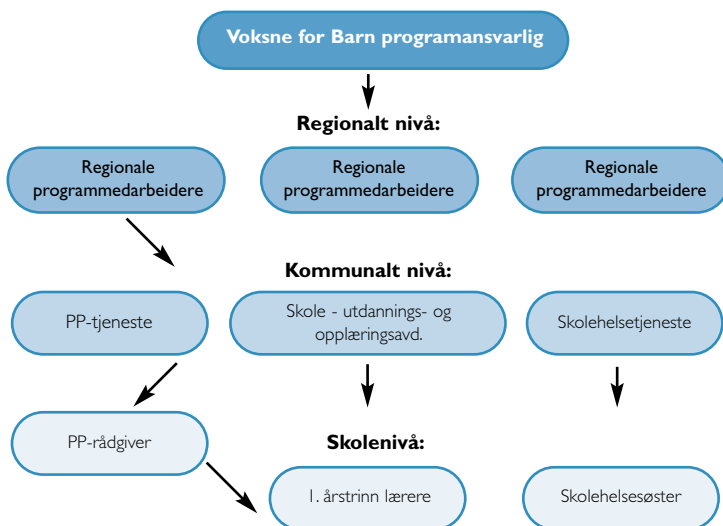 Voksne for Barn programansvarlig
Regionalt nivå:
Regionale
programmedarbeidere
Regionale
programmedarbeidere
Regionale
programmedarbeidere
Kommunalt nivå:
PP-tjeneste
Skole - utdannings- og
opplæringsavd.
Skolehelsetjeneste
PP-rådgiver
Skolenivå:
1. årstrinn lærere
Skolehelsesøster